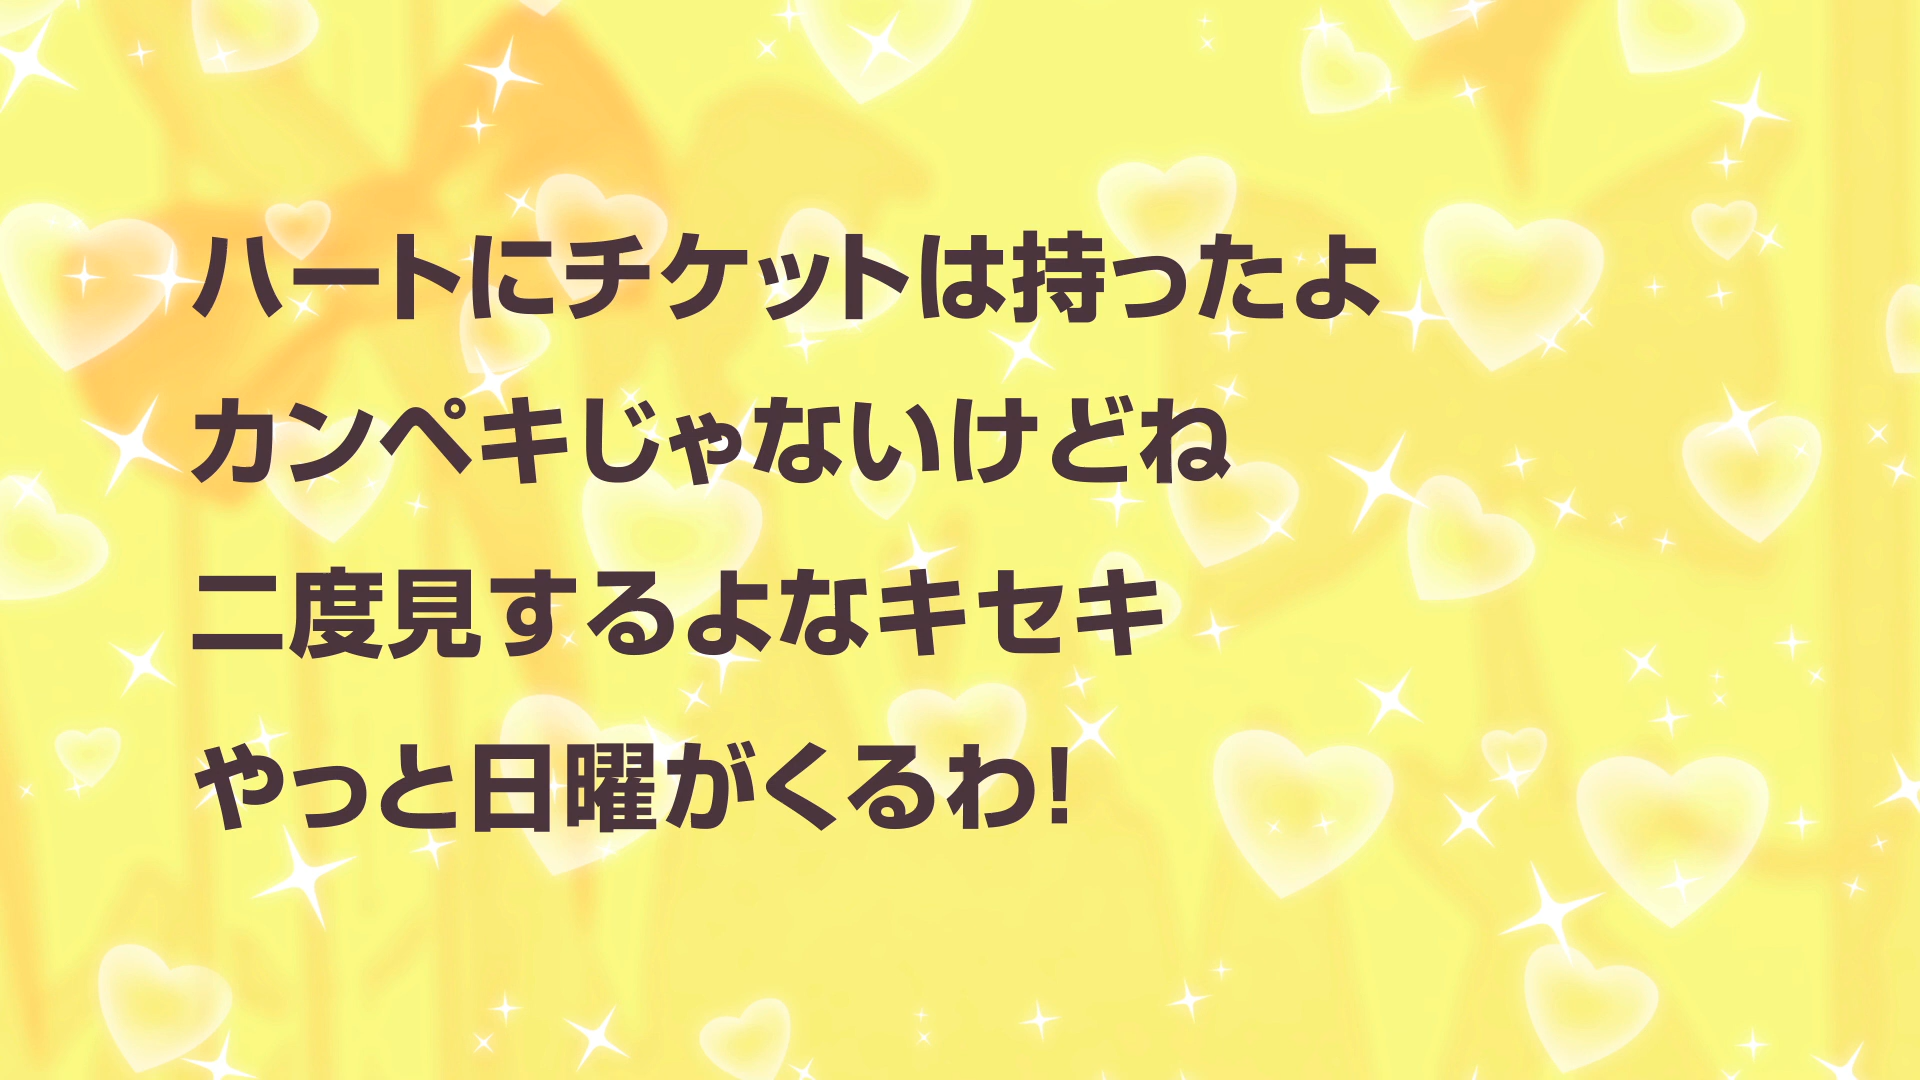 ハートにチケットは持ったよ
カンペキじゃないけどね
二度見するよなキセキ
やっと日曜がくるわ!